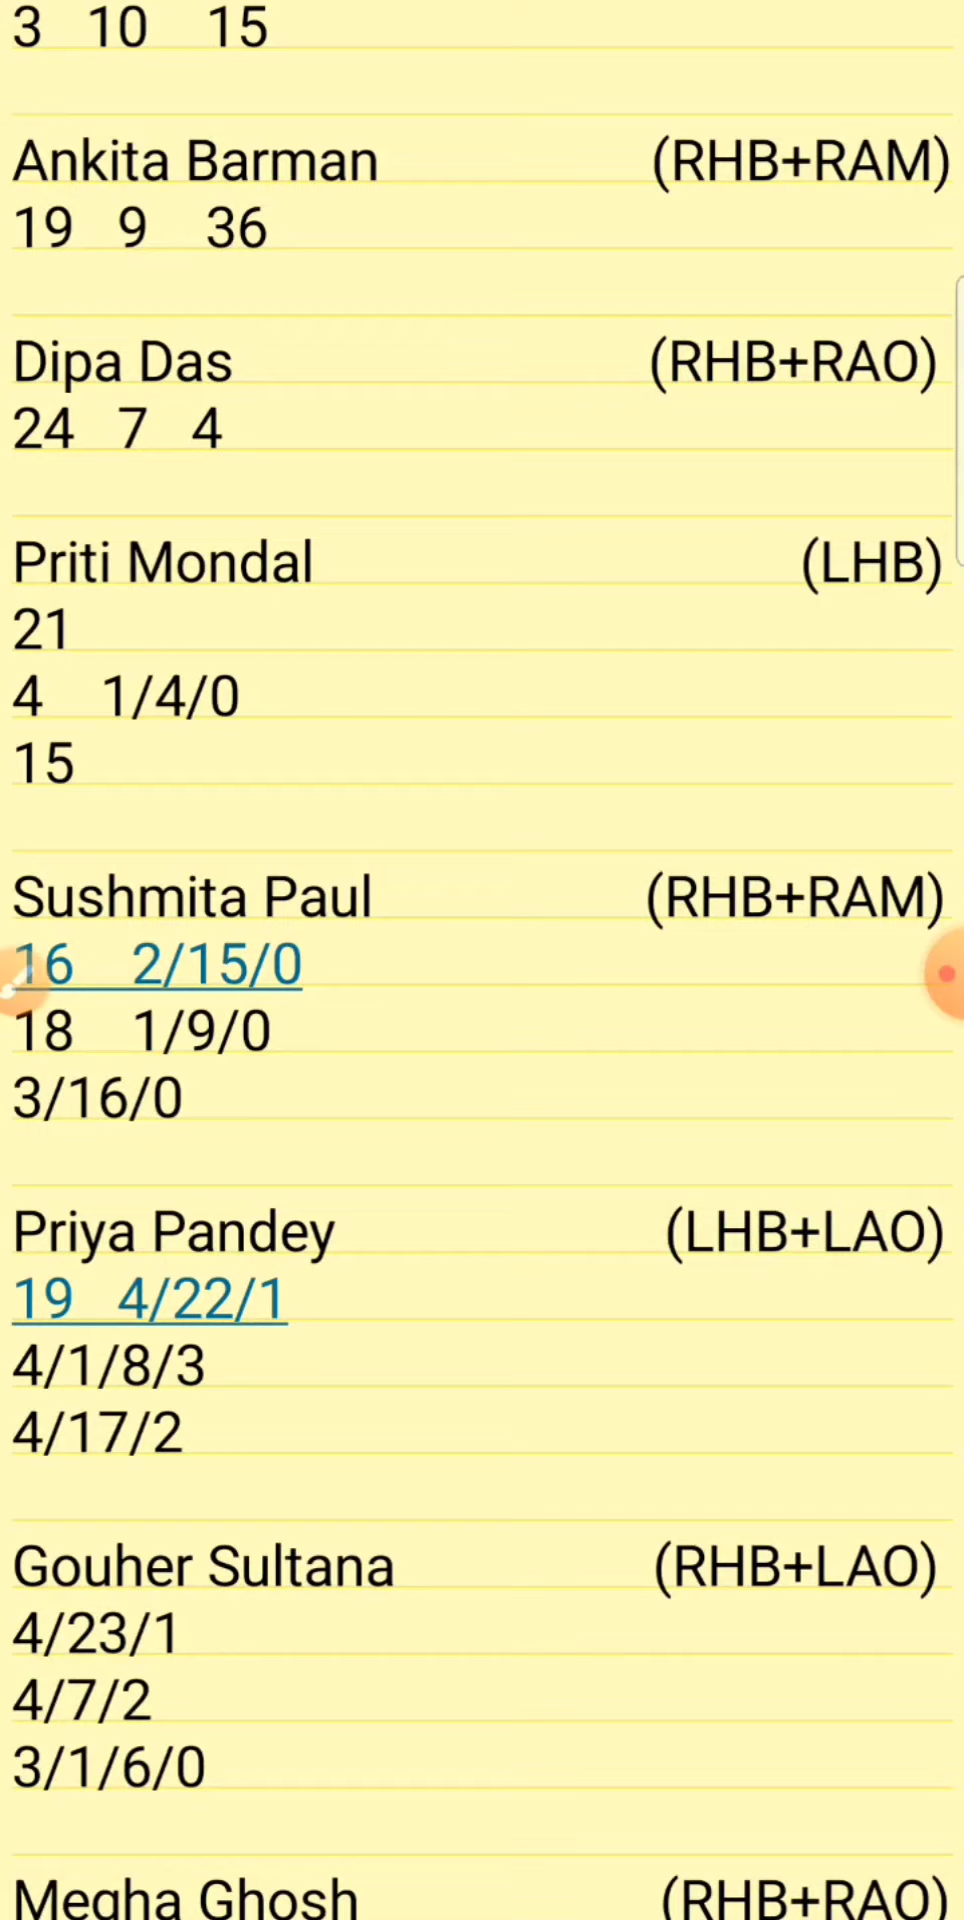 3 10 15
Ankita Barman (RHB+RAM)
19 9 36
Dipa Das (RHB+RAO)
24 7 4
Priti Mondal (LHB)
21
4 1/4/0
15
Sushmita Paul (RHB+RAM)
16 2/15/0
18 1/9/0
3/16/0
Priya Pandey (LHB+LAO)
19 4/22/1
4/1/8/3
4/17/2
Gouher Sultana (RHB+LAO)
4/23/1
4/7/2
3/1/6/0
Megha Ghosh (RHB+RAO)